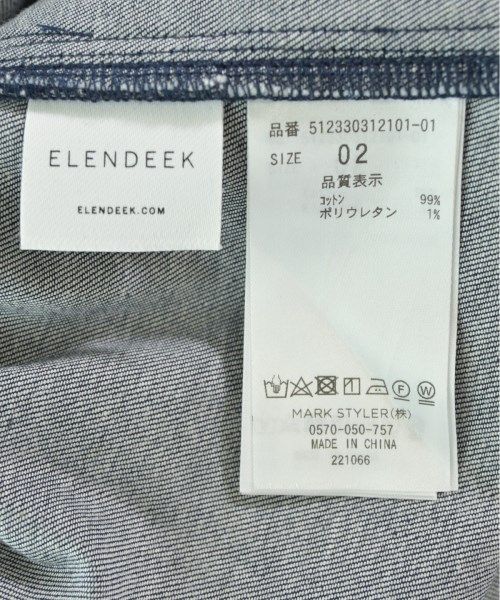 ELENDEEK
ELENDEEK.COM
品番 512330312101-01
SIZE 02
品質表示
コットン 99%
ポリウレタン 1%
MARK STYLER(株)
0570-050-757
MADE IN CHINA
221066